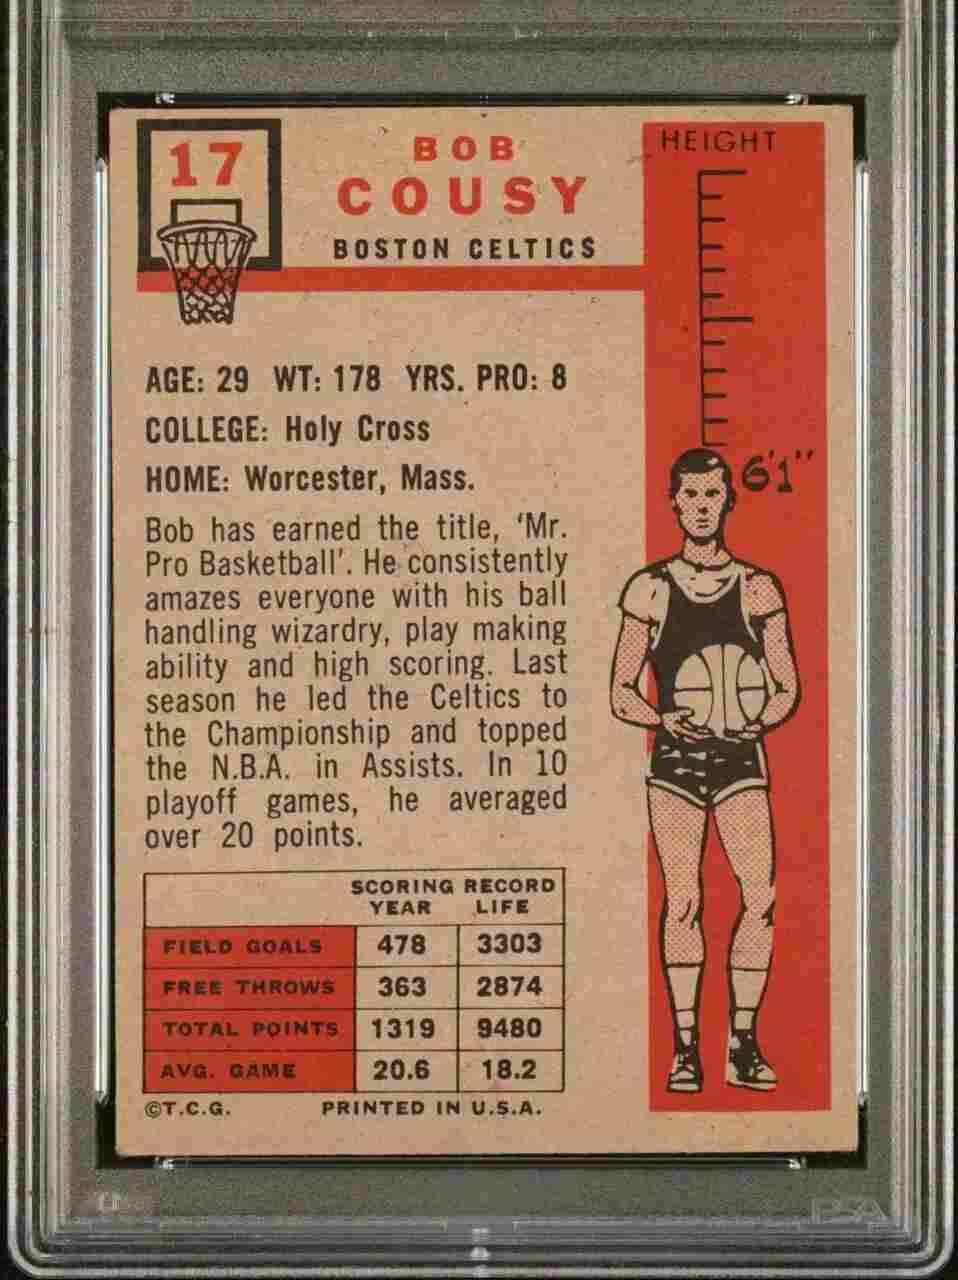 17
BOB
COUSY
BOSTON CELTICS
HEIGHT
6'1"
AGE: 29 WT: 178 YRS. PRO: 8
COLLEGE: Holy Cross
HOME: Worcester, Mass.
Bob has earned the title, 'Mr.
Pro Basketball'. He consistently
amazes everyone with his ball
handling wizardry, play making
ability and high scoring. Last
season he led the Celtics to
the Championship and topped
the N.B.A. in Assists. In 10
playoff games, he averaged
over 20 points.
SCORING RECORD
YEAR LIFE
FIELD GOALS 478 3303
FREE THROWS 363 2874
TOTAL POINTS 1319 9480
AVG. GAME 20.6 18.2
©T.C.G. PRINTED IN U.S.A.
PSA